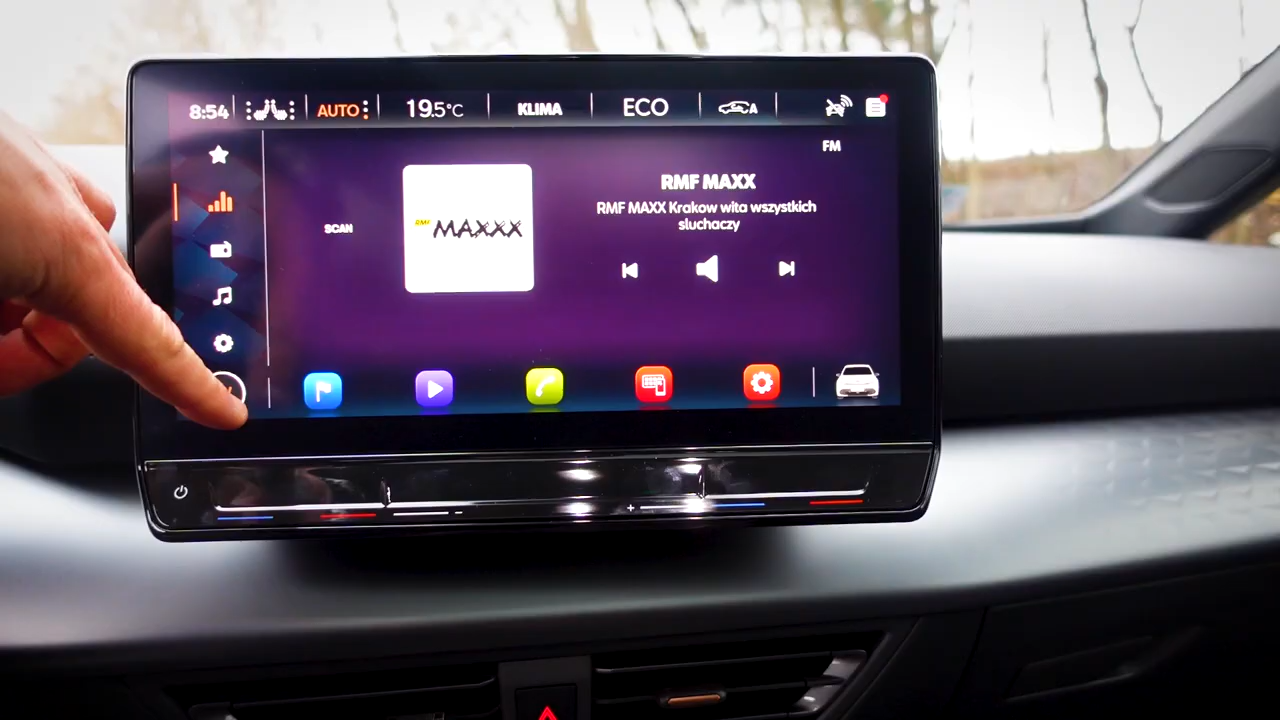 8:54 AUTO 19.5°C KLIMA ECO A
FM
RMF MAXX
RMF MAXX Krakow wita wszystkich
sluchaczy
SCAN
RMF MAXXX
- +